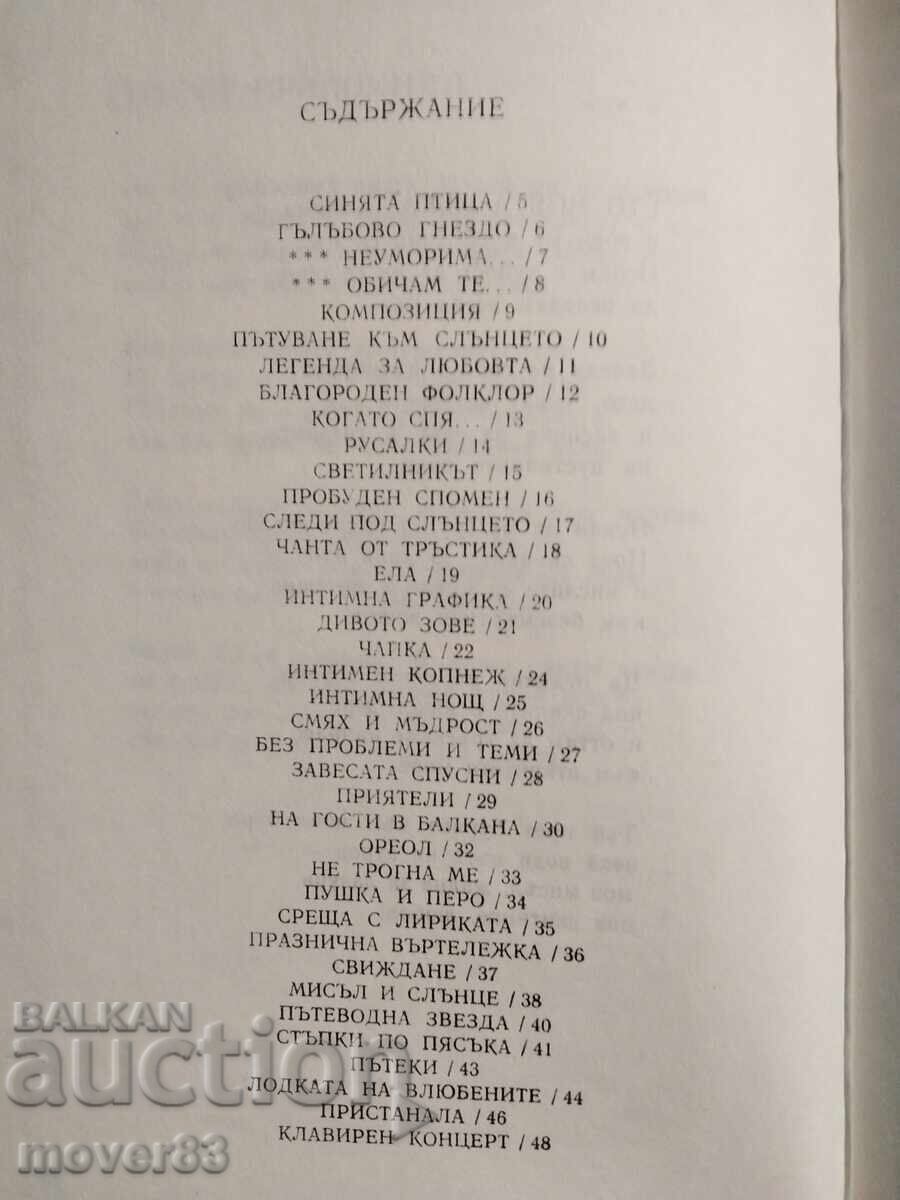 СЪДЪРЖАНИЕ
СИНЯТА ПТИЦА / 5
ГЪЛЪБОВО ГНЕЗДО / 6
*** НЕУМОРИМА... / 7
*** ОБИЧАМ ТЕ... / 8
КОМПОЗИЦИЯ / 9
ПЪТУВАНЕ КЪМ СЛЪНЦЕТО / 10
ЛЕГЕНДА ЗА ЛЮБОВТА / 11
БЛАГОРОДЕН ФОЛКЛОР / 12
КОГАТО СПЯ... / 13
РУСАЛКИ / 14
СВЕТИЛНИКЪТ / 15
ПРОБУДЕН СПОМЕН / 16
СЛЕДИ ПОД СЛЪНЦЕТО / 17
ЧАНТА ОТ ТРЪСТИКА / 18
ЕЛА / 19
ИНТИМНА ГРАФИКА / 20
ДИВОТО ЗОВЕ / 21
ЧАПКА / 22
ИНТИМЕН КОПНЕЖ / 24
ИНТИМНА НОЩ / 25
СМЯХ И МЪДРОСТ / 26
БЕЗ ПРОБЛЕМИ И ТЕМИ / 27
ЗАВЕСАТА СПУСНИ / 28
ПРИЯТЕЛИ / 29
НА ГОСТИ В БАЛКАНА / 30
ОРЕОЛ / 32
НЕ ТРОГНА МЕ / 33
ПУШКА И ПЕРО / 34
СРЕЩА С ЛИРИКАТА / 35
ПРАЗНИЧНА ВЪРТЕЛЕЖКА / 36
СВИЖДАНЕ / 37
МИСЪЛ И СЛЪНЦЕ / 38
ПЪТЕВОДНА ЗВЕЗДА / 40
СТЪПКИ ПО ПЯСЪКА / 41
ПЪТЕКИ / 43
ЛОДКАТА НА ВЛЮБЕНИТЕ / 44
ПРИСТАНАЛА / 46
КЛАВИРЕН КОНЦЕРТ / 48
BALKAN
auction
mover83